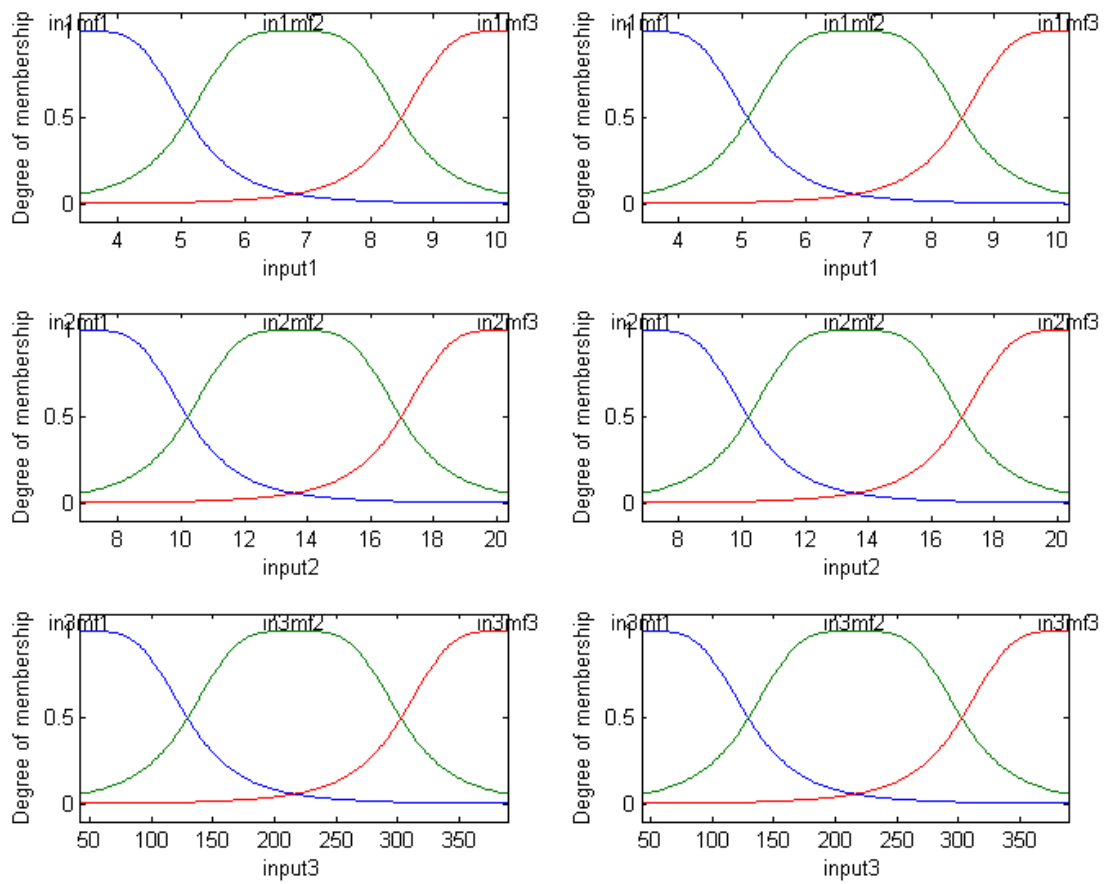 in1mf1 in1mf2 in1mf3
1
0.5
0
Degree of membership
4 5 6 7 8 9 10
input1
in1mf1 in1mf2 in1mf3
1
0.5
0
Degree of membership
4 5 6 7 8 9 10
input1
in2mf1 in2mf2 in2mf3
1
0.5
0
Degree of membership
8 10 12 14 16 18 20
input2
in2mf1 in2mf2 in2mf3
1
0.5
0
Degree of membership
8 10 12 14 16 18 20
input2
in3mf1 in3mf2 in3mf3
1
0.5
0
Degree of membership
50 100 150 200 250 300 350
input3
in3mf1 in3mf2 in3mf3
1
0.5
0
Degree of membership
50 100 150 200 250 300 350
input3